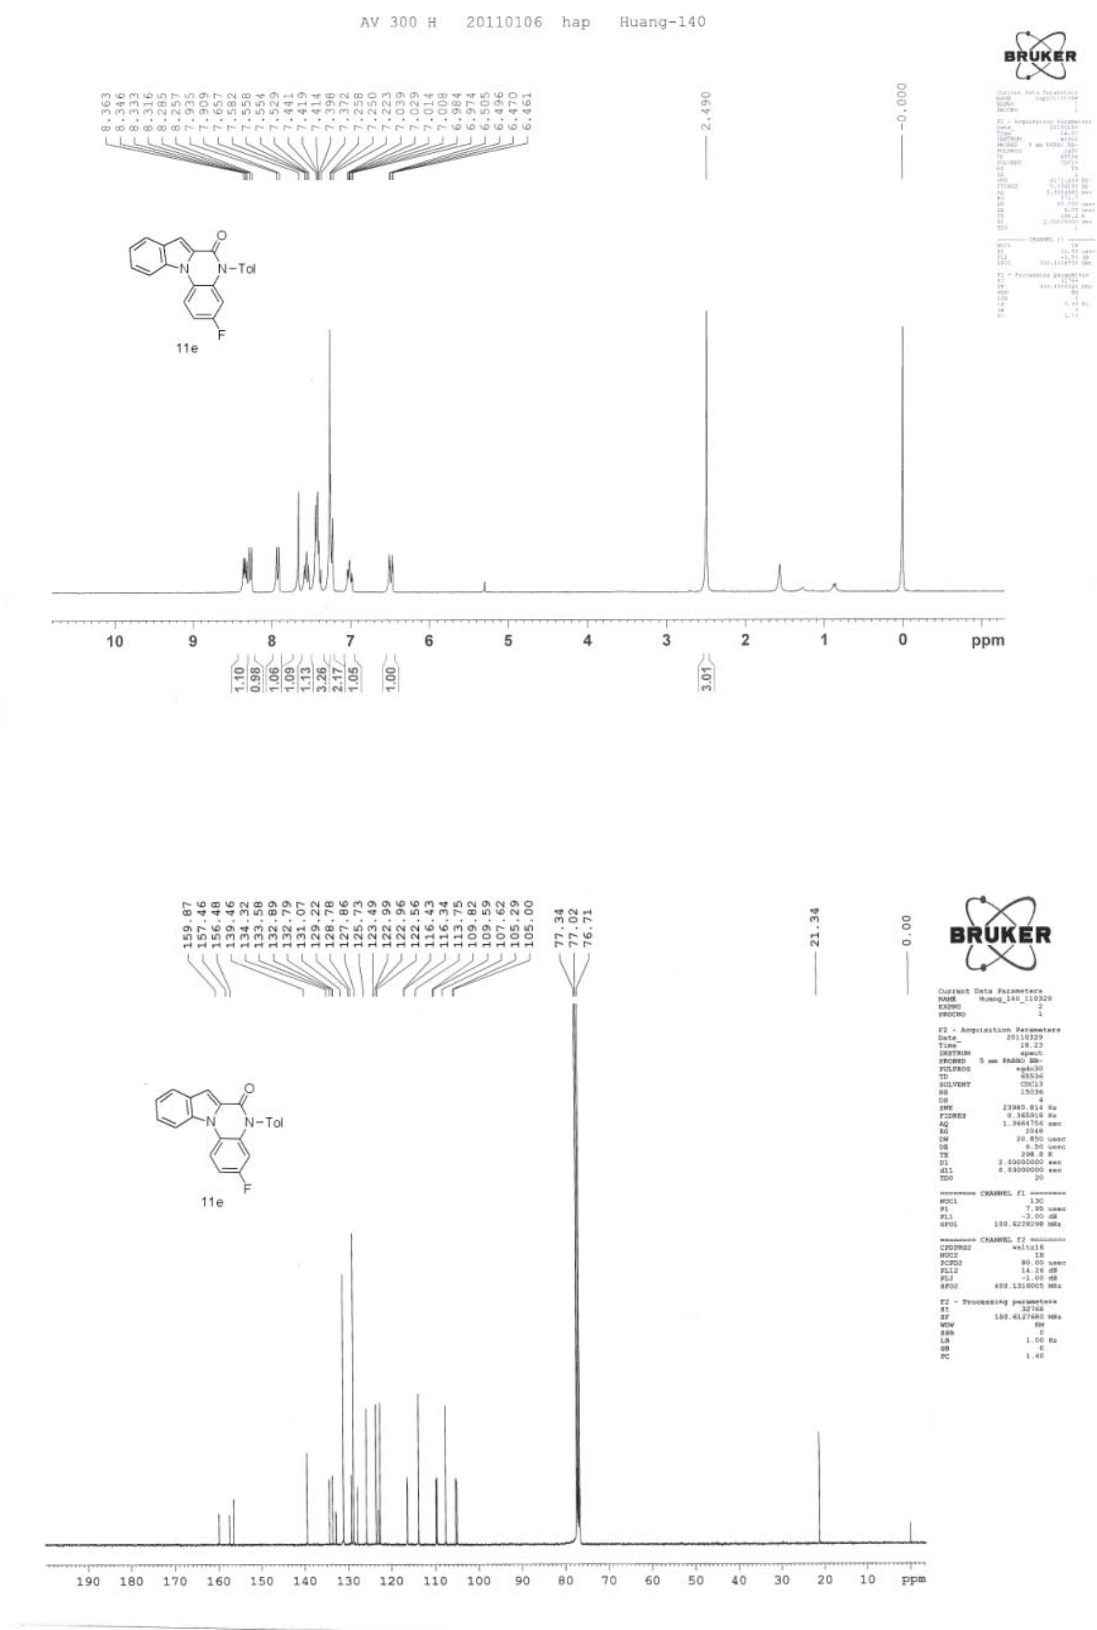 AV 300 H 20110106 hap Huang-140
BRUKER
8.363
8.346
8.333
8.316
8.285
8.257
7.935
7.909
7.657
7.582
7.558
7.554
7.529
7.441
7.419
7.414
7.398
7.372
7.258
7.250
7.223
7.039
7.029
7.014
7.008
6.984
6.974
6.505
6.496
6.470
6.461
2.490
-0.000
O
N
N-Tol
F
11e
10 9 8 7 6 5 4 3 2 1 0 ppm
1.10
0.98
1.06
1.09
1.13
3.26
2.17
1.05
1.00
3.01
159.87
157.46
156.48
139.46
134.32
133.58
132.89
132.79
131.07
129.22
128.78
127.86
125.73
123.49
122.99
122.96
122.56
116.43
116.34
113.75
109.82
109.59
107.62
105.29
105.00
77.34
77.02
76.71
21.34
0.00
BRUKER
O
N
N-Tol
F
11e
Current Data Parameters
NAME Huang_140_110329
EXPNO 2
PROCNO 1
F2 - Acquisition Parameters
Date_ 20110329
Time 18.23
INSTRUM spect
PROBHD 5 mm PABBO BB-
PULPROG zgdc30
TD 65536
SOLVENT CDCl3
NS 15036
DS 4
SWH 23980.814 Hz
FIDRES 0.365918 Hz
AQ 1.3664756 sec
RG 2048
DW 20.850 usec
DE 6.50 usec
TE 298.0 K
D1 2.00000000 sec
d11 0.03000000 sec
TD0 20
======== CHANNEL f1 ========
NUC1 13C
P1 7.95 usec
PL1 -3.00 dB
SFO1 100.6228298 MHz
======== CHANNEL f2 ========
CPDPRG2 waltz16
NUC2 1H
PCPD2 80.00 usec
PL12 14.26 dB
PL2 -1.00 dB
SFO2 400.1316005 MHz
F2 - Processing parameters
SI 32768
SF 100.6127680 MHz
WDW EM
SSB 0
LB 1.00 Hz
GB 0
PC 1.40
190 180 170 160 150 140 130 120 110 100 90 80 70 60 50 40 30 20 10 ppm